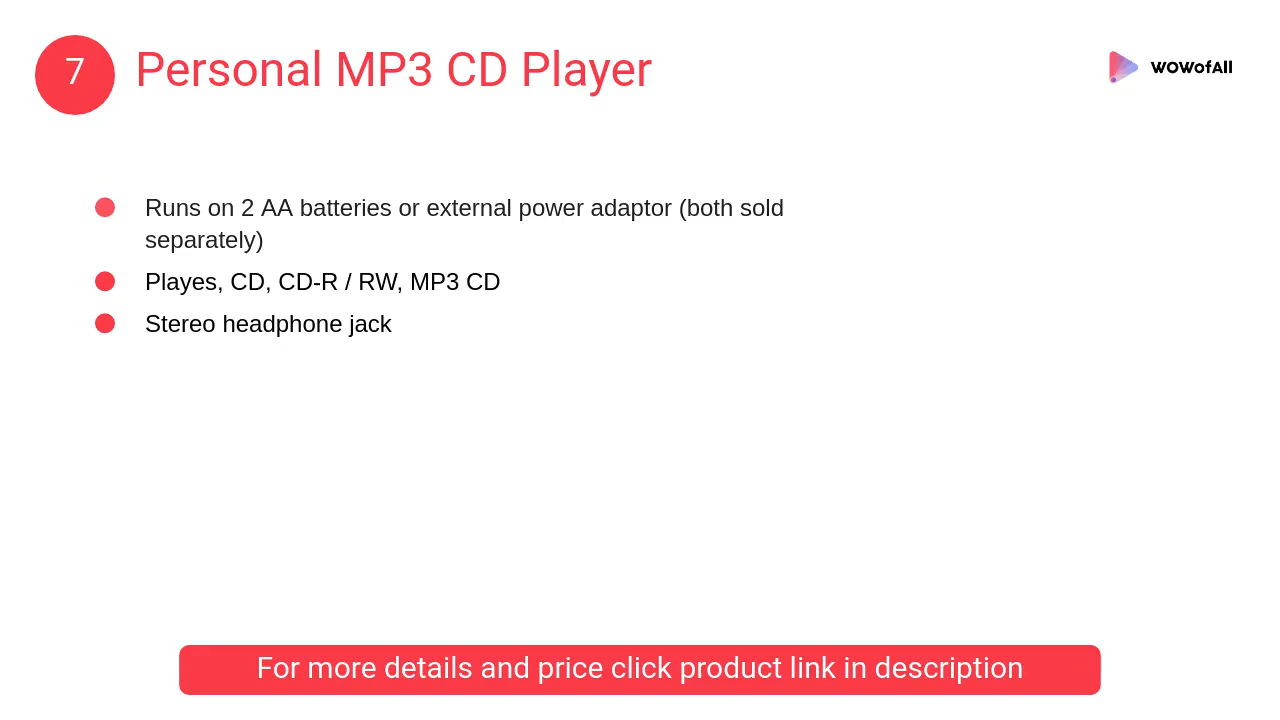 7
Personal MP3 CD Player
WOWofAll
Runs on 2 AA batteries or external power adaptor (both sold
separately)
Playes, CD, CD-R / RW, MP3 CD
Stereo headphone jack
For more details and price click product link in description